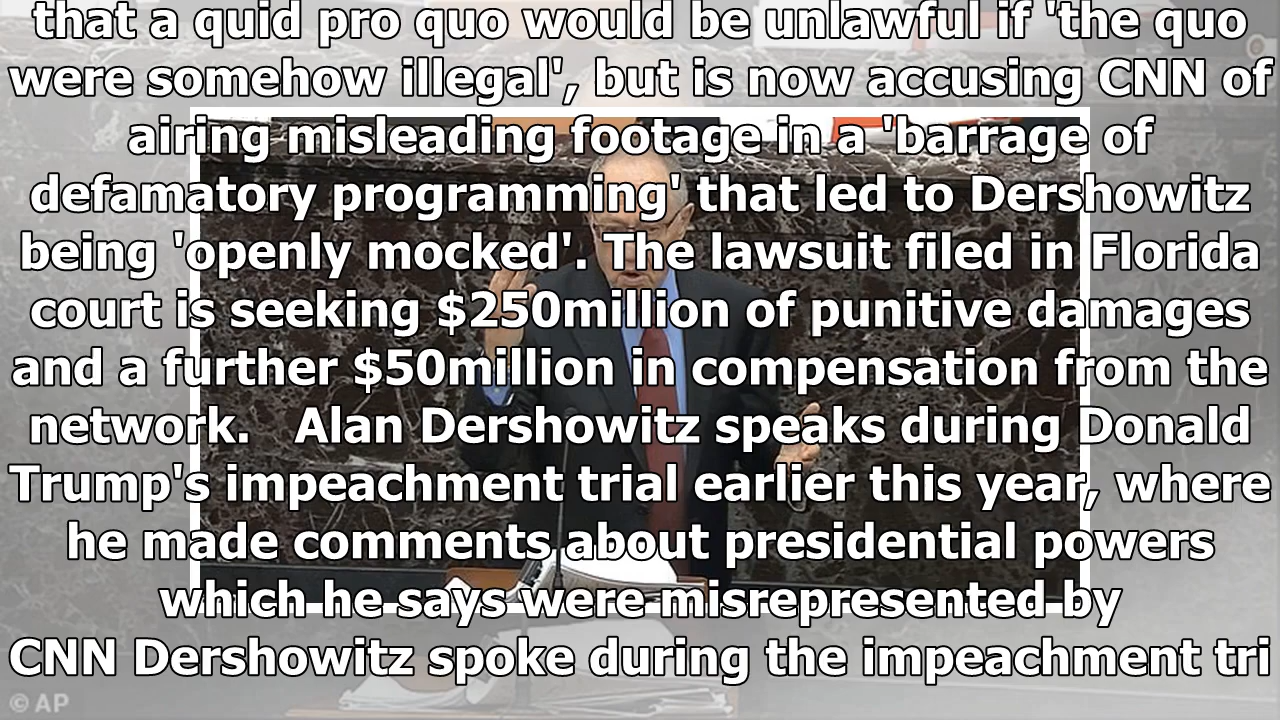 that a quid pro quo would be unlawful if 'the quo
were somehow illegal', but is now accusing CNN of
airing misleading footage in a 'barrage of
defamatory programming' that led to Dershowitz
being 'openly mocked'. The lawsuit filed in Florida
court is seeking $250million of punitive damages
and a further $50million in compensation from the
network.   Alan Dershowitz speaks during Donald
Trump's impeachment trial earlier this year, where
he made comments about presidential powers
which he says were misrepresented by
CNN Dershowitz spoke during the impeachment tri
© AP